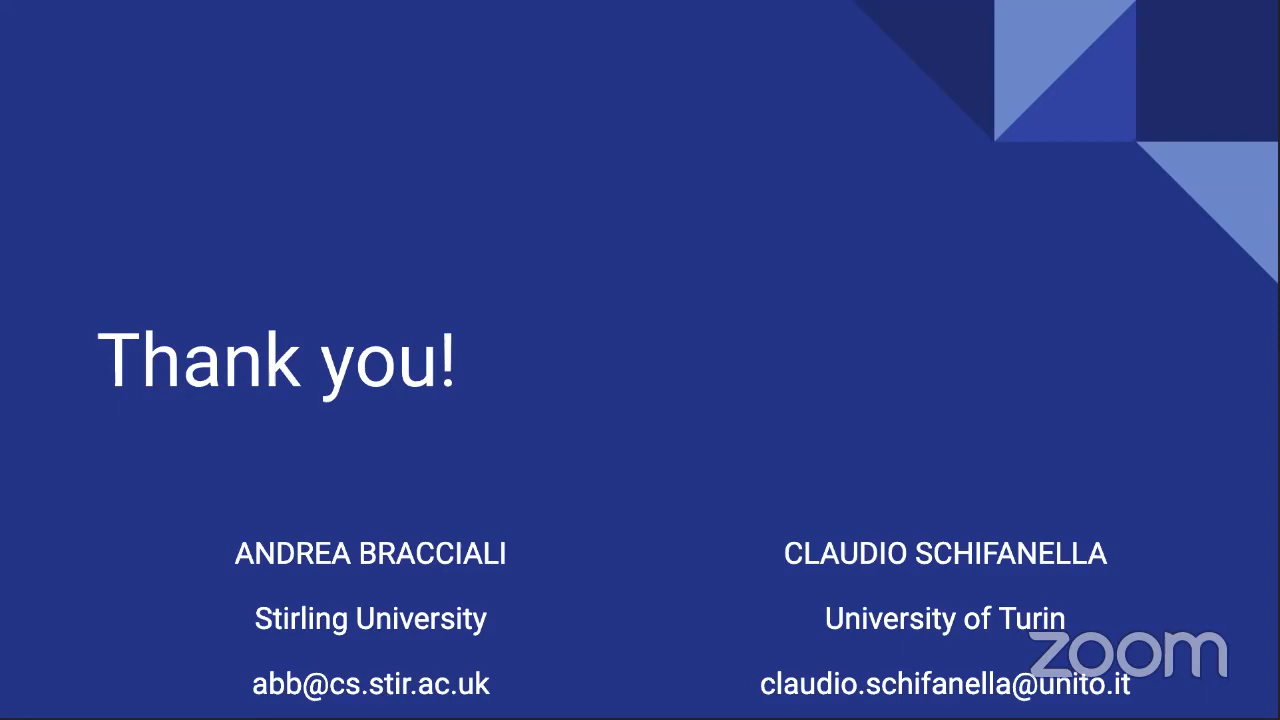 Thank you!
ANDREA BRACCIALI
Stirling University
abb@cs.stir.ac.uk
CLAUDIO SCHIFANELLA
University of Turin
claudio.schifanella@unito.it
zoom